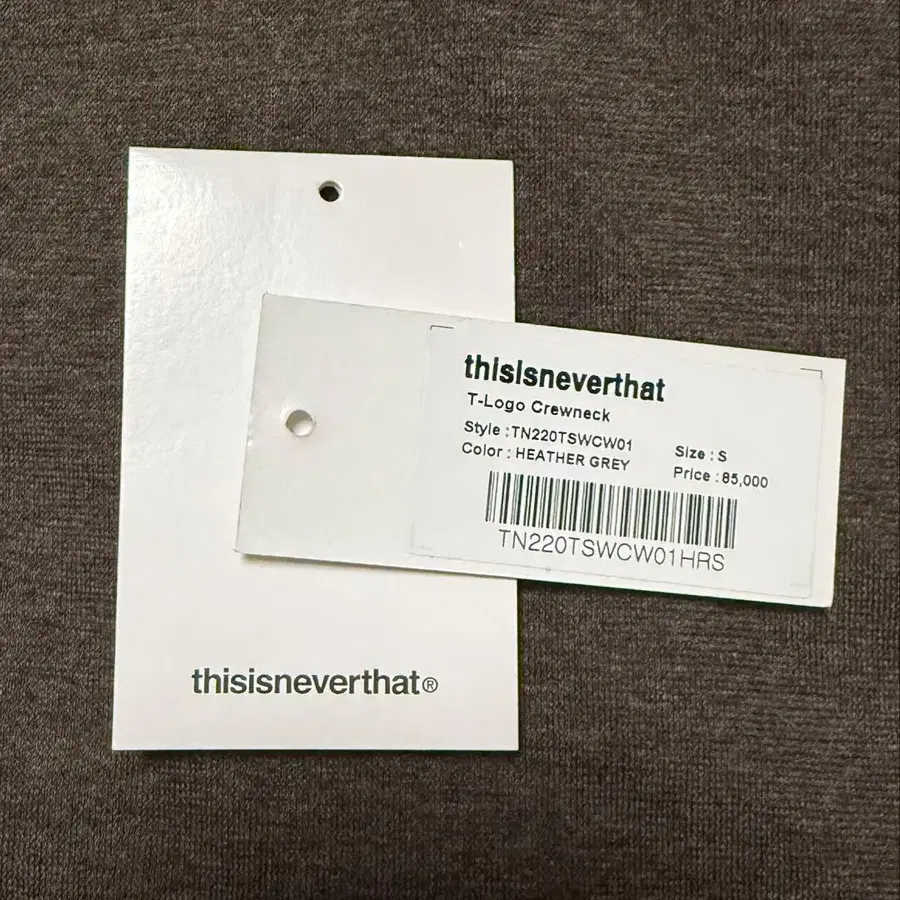 thisisneverthat
T-Logo Crewneck
Style : TN220TSWCW01
Size : S
Color : HEATHER GREY
Price : 85,000
TN220TSWCW01HRS
thisisneverthat®